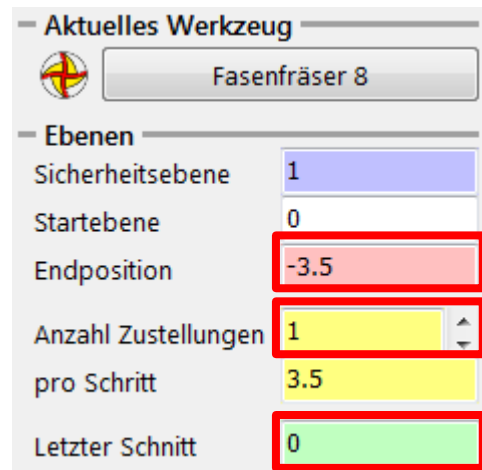 Aktuelles Werkzeug
Fasenfräser 8
Ebenen
Sicherheitsebene 1
Startebene 0
Endposition -3.5
Anzahl Zustellungen 1
pro Schritt 3.5
Letzter Schnitt 0